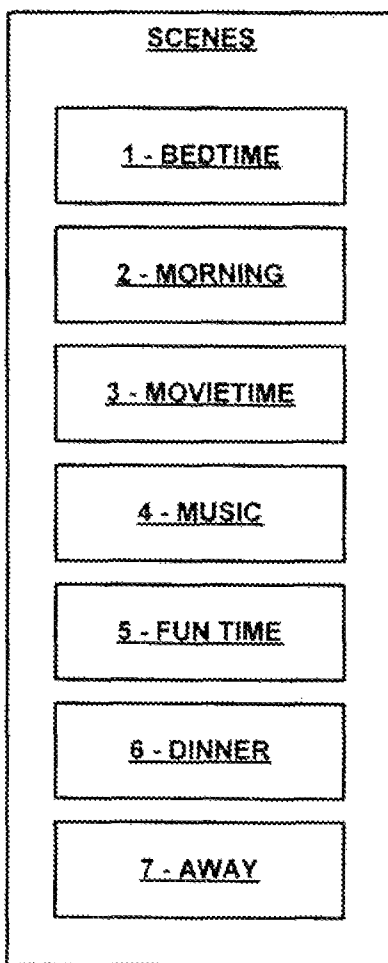 SCENES
1 - BEDTIME
2 - MORNING
3 - MOVIETIME
4 - MUSIC
5 - FUN TIME
6 - DINNER
7 - AWAY